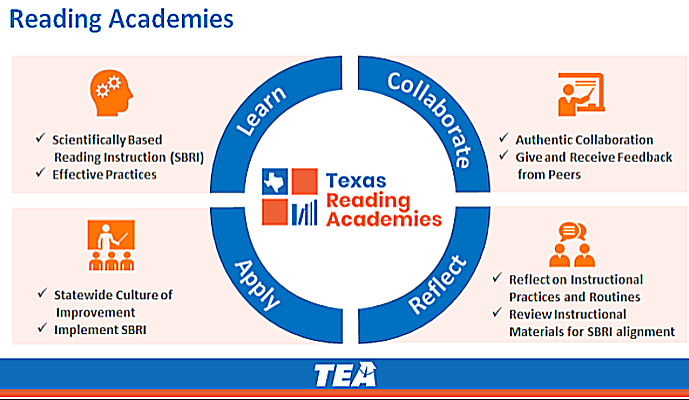 Reading Academies
Learn
Collaborate
Scientifically Based
Reading Instruction (SBRI)
Effective Practices
Authentic Collaboration
Give and Receive Feedback
from Peers
Texas
Reading
Academies
Apply
Reflect
Statewide Culture of
Improvement
Implement SBRI
Reflect on Instructional
Practices and Routines
Review Instructional
Materials for SBRI alignment
TEA